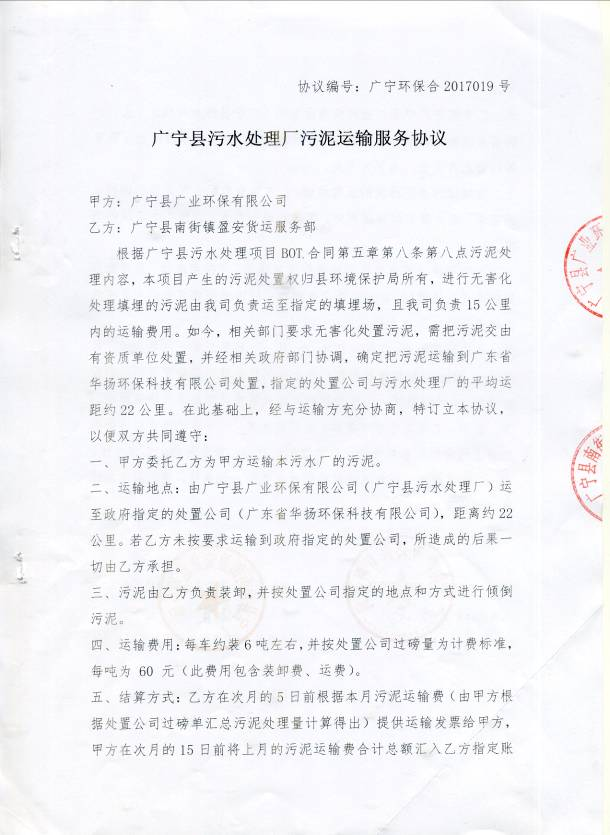 协议编号：广宁环保合 2017019 号
广宁县污水处理厂污泥运输服务协议
甲方：广宁县广业环保有限公司
乙方：广宁县南街镇盈安货运服务部
根据广宁县污水处理项目 BOT 合同第五章第八条第八点污泥处
理内容，本项目产生的污泥处置权归县环境保护局所有，进行无害化
处理填埋的污泥由我司负责运至指定的填埋场，且我司负责 15 公里
内的运输费用。如今，相关部门要求无害化处置污泥，需把污泥交由
有资质单位处置，并经相关政府部门协调，确定把污泥运输到广东省
华扬环保科技有限公司处置，指定的处置公司与污水处理厂的平均运
距约 22 公里。在此基础上，经与运输方充分协商，特订立本协议，
以便双方共同遵守：
一、甲方委托乙方为甲方运输本污水厂的污泥。
二、运输地点：由广宁县广业环保有限公司（广宁县污水处理厂）运
至政府指定的处置公司（广东省华扬环保科技有限公司），距离约 22
公里。若乙方未按要求运输到政府指定的处置公司，所造成的后果一
切由乙方承担。
三、污泥由乙方负责装卸，并按处置公司指定的地点和方式进行倾倒
污泥。
四、运输费用：每车约装 6 吨左右，并按处置公司过磅量为计费标准，
每吨为 60 元（此费用包含装卸费、运费）。
五、结算方式：乙方在次月的 5 日前根据本月污泥运输费（由甲方根
据处置公司过磅单汇总污泥处理量计算得出）提供运输发票给甲方，
甲方在次月的 15 日前将上月的污泥运输费合计总额汇入乙方指定账
宁县广业环
广宁县南街